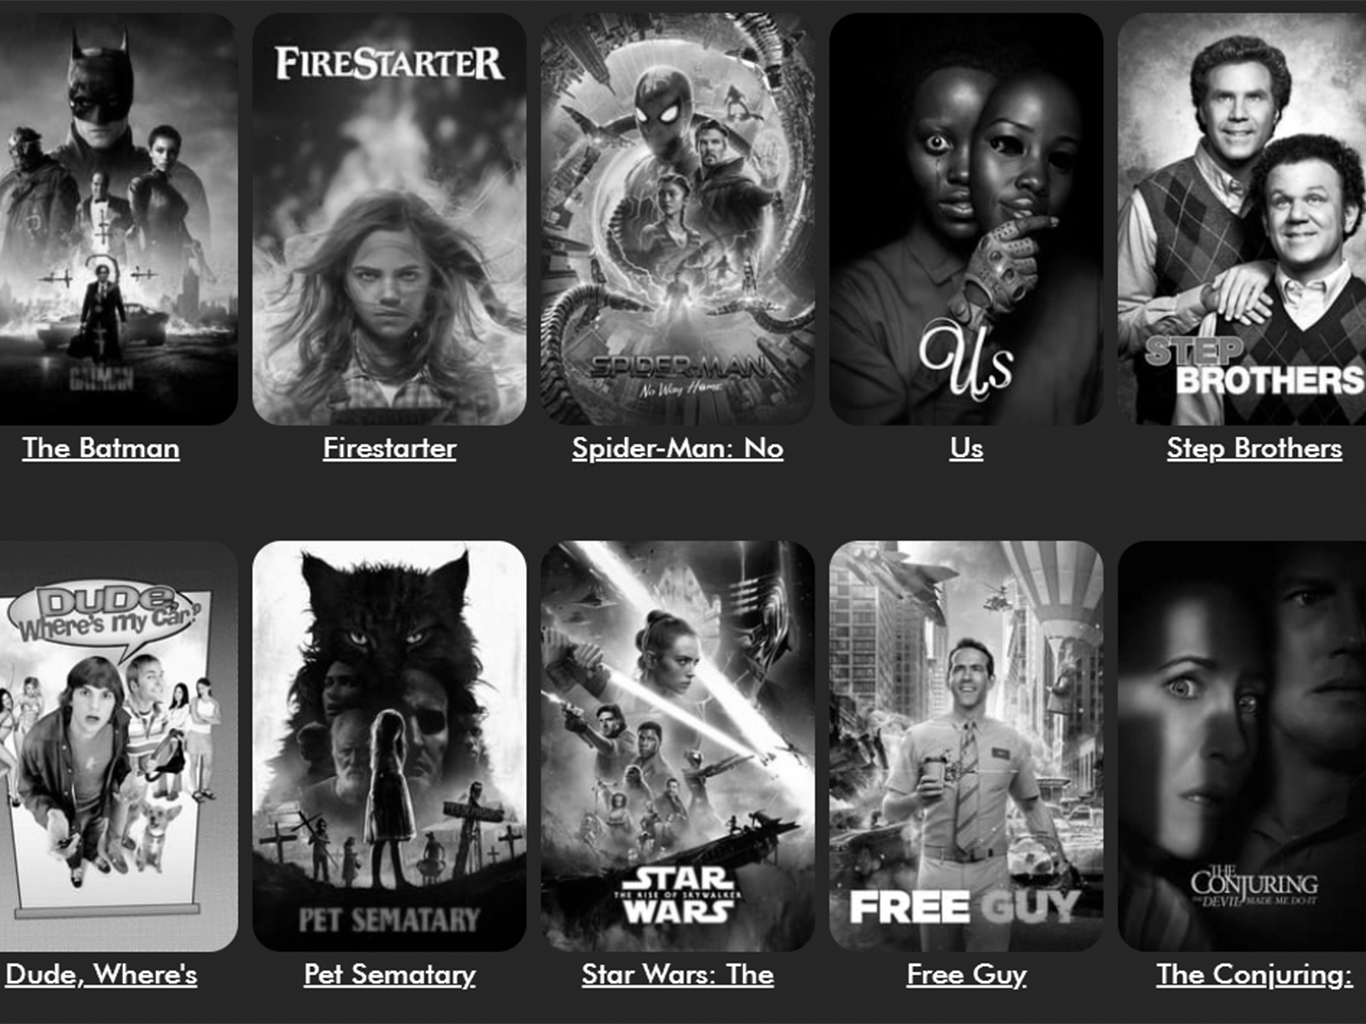 FIRESTARTER
SPIDER-MAN
No Way Home
Us
STEP
BROTHERS
BATMAN
The Batman
Firestarter
Spider-Man: No
Us
Step Brothers
DUDE,
Where's my Car?
STAR
THE RISE OF SKYWALKER
WARS
PET SEMATARY
FREE GUY
THE
CONJURING
THE DEVIL MADE ME DO IT
Dude, Where's
Pet Sematary
Star Wars: The
Free Guy
The Conjuring: